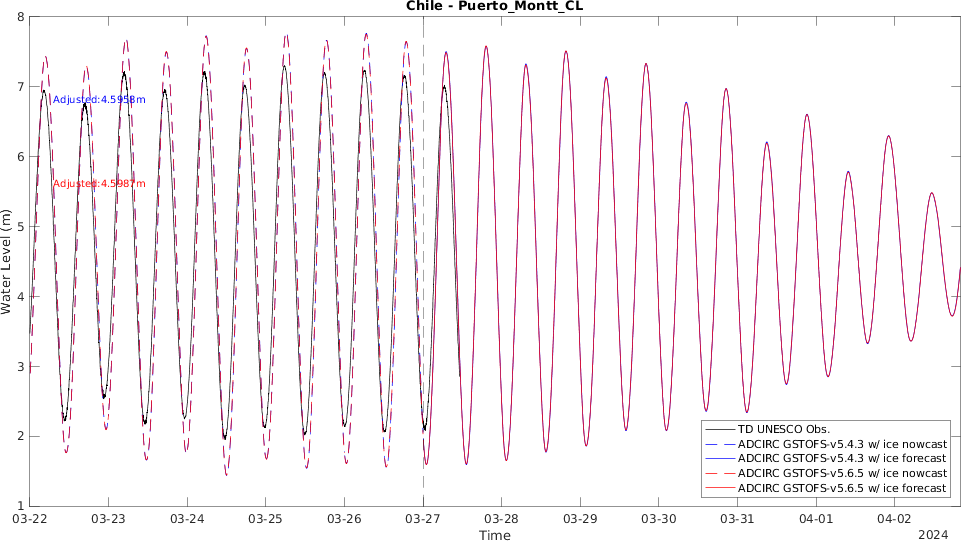 Chile - Puerto_Montt_CL
8
7
6
5
4
3
2
1
Water Level (m)
Adjusted:4.5958m
Adjusted:4.5987m
TD UNESCO Obs.
ADCIRC GSTOFS-v5.4.3 w/ ice nowcast
ADCIRC GSTOFS-v5.4.3 w/ ice forecast
ADCIRC GSTOFS-v5.6.5 w/ ice nowcast
ADCIRC GSTOFS-v5.6.5 w/ ice forecast
03-22 03-23 03-24 03-25 03-26 03-27 03-28 03-29 03-30 03-31 04-01 04-02
Time
2024